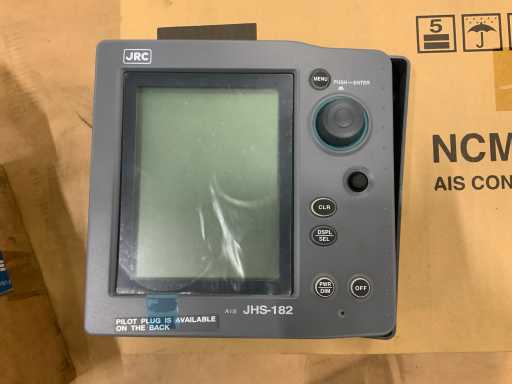 JRC
MENU
PUSH—ENTER
CLR
DSPL
SEL
PWR
DIM
OFF
AIS JHS-182
PILOT PLUG IS AVAILABLE
ON THE BACK
5
NCM
AIS CON